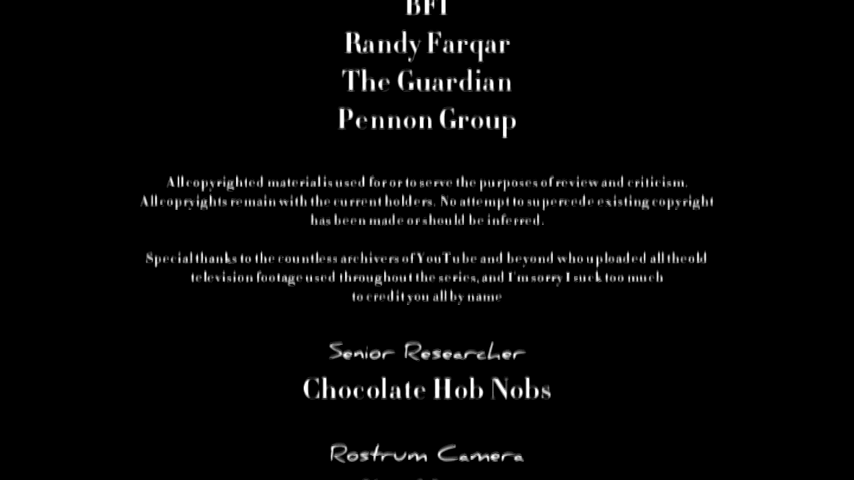 BFI
Randy Farqar
The Guardian
Pennon Group
All copyrighted material is used for or to serve the purposes of review and criticism.
All copryights remain with the current holders. No attempt to supercede existing copyright
has been made or should be inferred.
Special thanks to the countless archivers of YouTube and beyond who uploaded all the old
television footage used throughout the series, and I'm sorry I suck too much
to credit you all by name
Senior Researcher
Chocolate Hob Nobs
Rostrum Camera